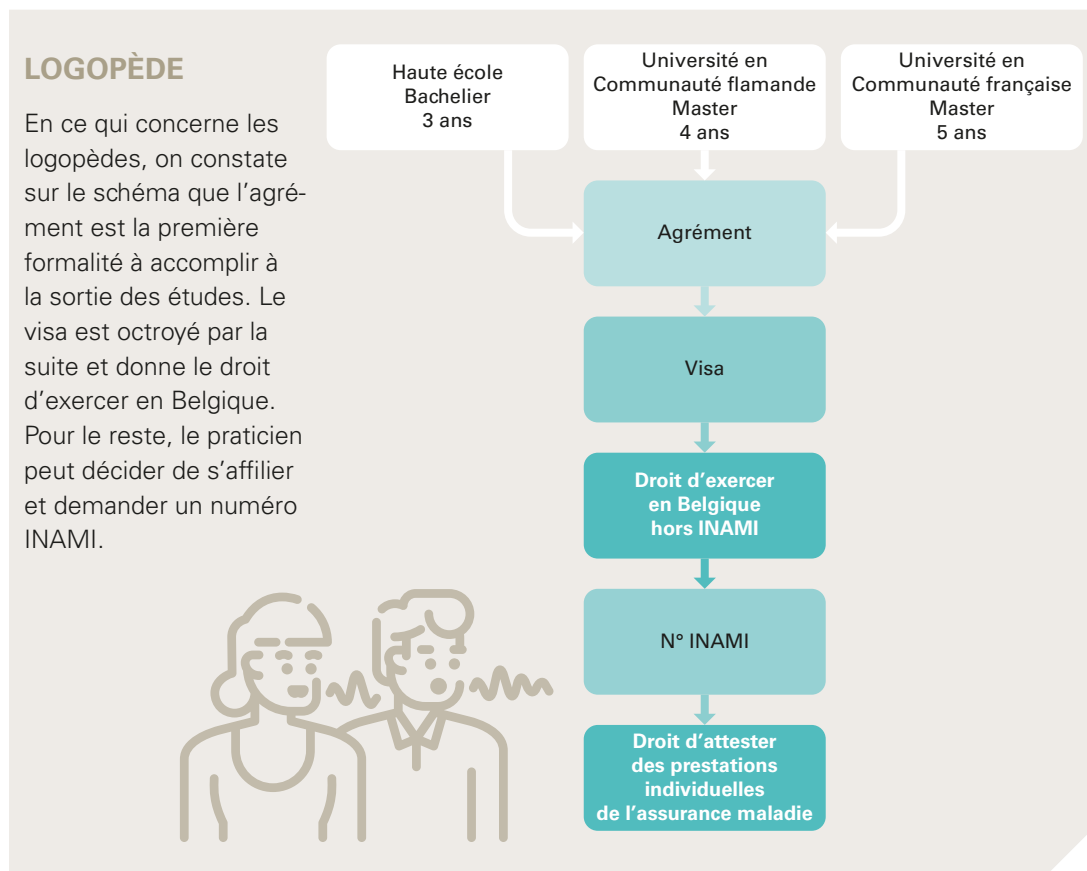 LOGOPÈDE
En ce qui concerne les
logopèdes, on constate
sur le schéma que l’agré-
ment est la première
formalité à accomplir à
la sortie des études. Le
visa est octroyé par la
suite et donne le droit
d’exercer en Belgique.
Pour le reste, le praticien
peut décider de s’affilier
et demander un numéro
INAMI.
Haute école
Bachelier
3 ans
Université en
Communauté flamande
Master
4 ans
Université en
Communauté française
Master
5 ans
Agrément
Visa
Droit d’exercer
en Belgique
hors INAMI
N° INAMI
Droit d’attester
des prestations
individuelles
de l’assurance maladie